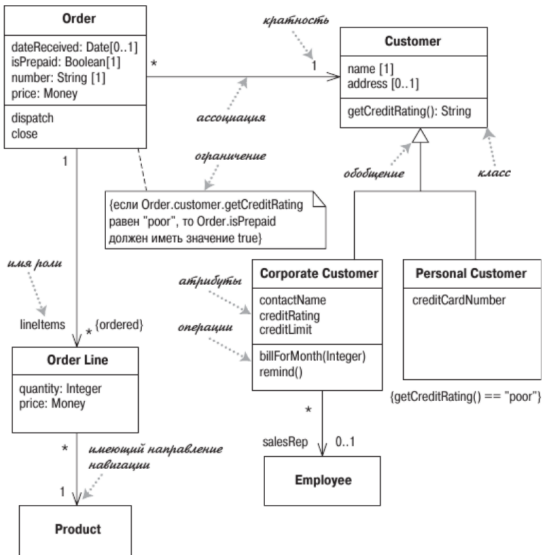 Order
dateReceived: Date[0..1]
isPrepaid: Boolean[1]
number: String [1]
price: Money
dispatch
close
*
1
кратность
ассоциация
Customer
name [1]
address [0..1]
getCreditRating(): String
обобщение
класс
1
ограничение
{если Order.customer.getCreditRating
равен "poor", то Order.isPrepaid
должен иметь значение true}
имя роли
lineItems
* {ordered}
атрибуты
операции
Corporate Customer
contactName
creditRating
creditLimit
billForMonth(Integer)
remind()
Personal Customer
creditCardNumber
{getCreditRating() == "poor"}
Order Line
quantity: Integer
price: Money
*
имеющий направление
навигации
1
Product
*
salesRep
0..1
Employee